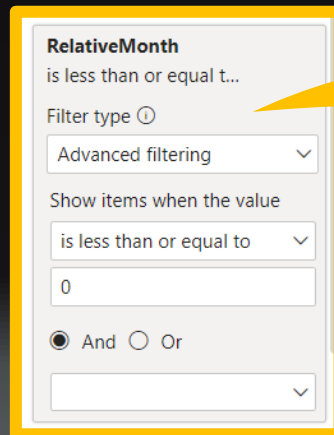 RelativeMonth
is less than or equal t...
Filter type
Advanced filtering
Show items when the value
is less than or equal to
0
And Or